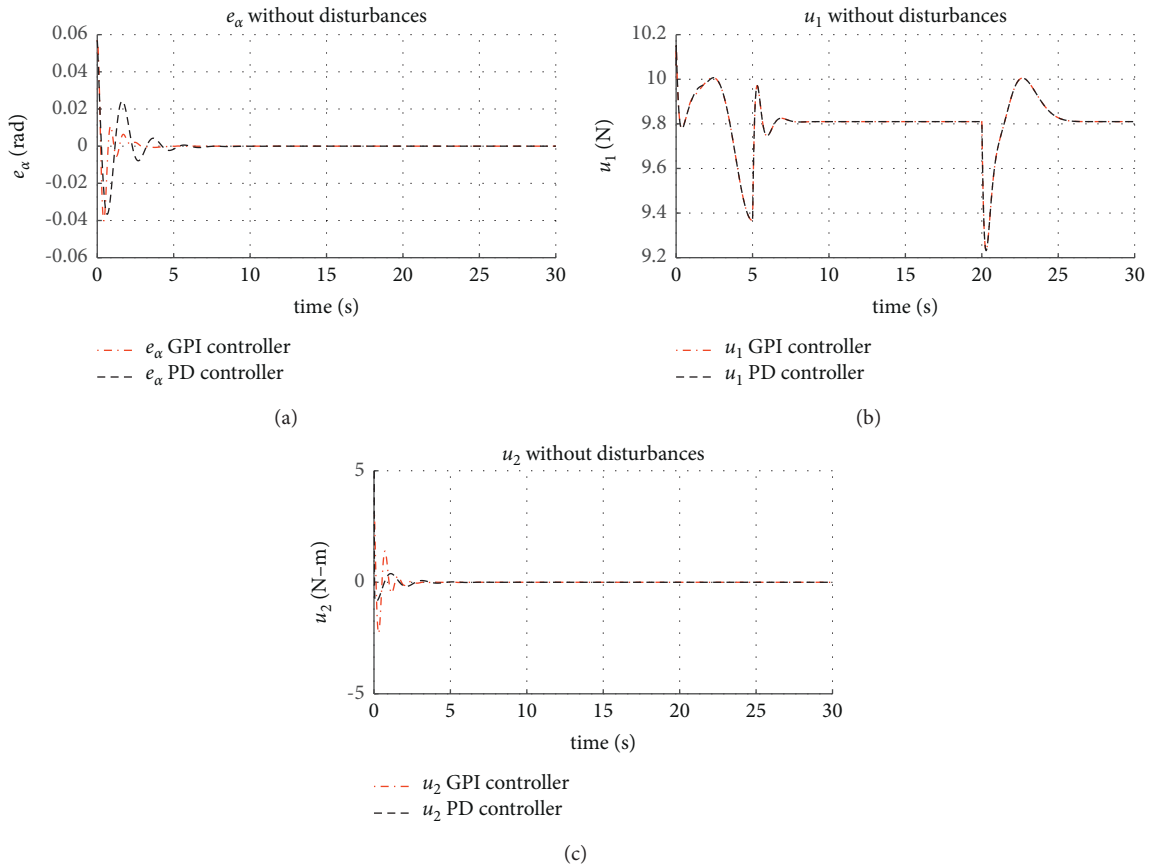 e_α without disturbances
0.06
0.04
0.02
0
-0.02
-0.04
-0.06
e_α (rad)
0 5 10 15 20 25 30
time (s)
e_α GPI controller
e_α PD controller
(a)
u_1 without disturbances
10.2
10
9.8
9.6
9.4
9.2
u_1 (N)
0 5 10 15 20 25 30
time (s)
u_1 GPI controller
u_1 PD controller
(b)
u_2 without disturbances
5
0
-5
u_2 (N–m)
0 5 10 15 20 25 30
time (s)
u_2 GPI controller
u_2 PD controller
(c)